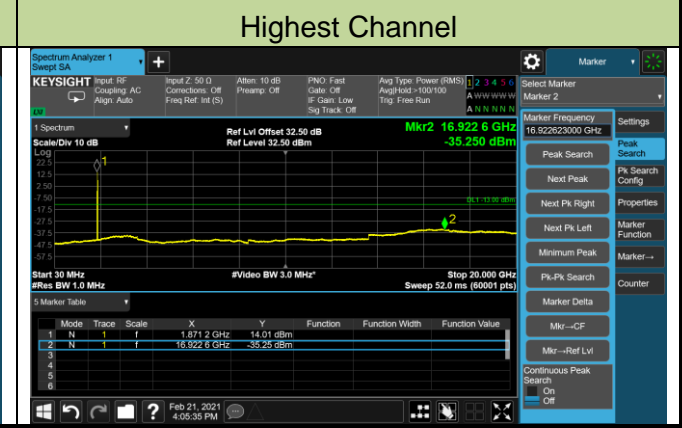 Highest Channel
Spectrum Analyzer 1
Swept SA
+
Marker
KEYSIGHT
Input: RF
Coupling: AC
Align: Auto
Input Z: 50 Ω
Corrections: Off
Freq Ref: Int (S)
Atten: 10 dB
Preamp: Off
PNO: Fast
Gate: Off
IF Gain: Low
Sig Track: Off
Avg Type: Power (RMS)
Avg|Hold:>100/100
Trig: Free Run
1 2 3 4 5 6
A W W W W W
A N N N N N
Select Marker
Marker 2
1 Spectrum
Scale/Div 10 dB
Ref Lvl Offset 32.50 dB
Ref Level 32.50 dBm
Mkr2 16.922 6 GHz
-35.250 dBm
Log
22.5
12.5
2.50
-7.50
-17.5
-27.5
-37.5
-47.5
-57.5
1
DL1 -13.00 dBm
2
Start 30 MHz
#Res BW 1.0 MHz
#Video BW 3.0 MHz*
Stop 20.000 GHz
Sweep 52.0 ms (60001 pts)
5 Marker Table
Mode Trace Scale X Y Function Function Width Function Value
1 N 1 f 1.871 2 GHz 14.01 dBm
2 N 1 f 16.922 6 GHz -35.25 dBm
3
4
5
6
Marker Frequency
16.922623000 GHz
Peak Search
Next Peak
Next Pk Right
Next Pk Left
Minimum Peak
Pk-Pk Search
Marker Delta
Mkr→CF
Mkr→Ref Lvl
Continuous Peak
Search
On
Off
Settings
Peak
Search
Pk Search
Config
Properties
Marker
Function
Marker→
Counter
?
Feb 21, 2021
4:05:35 PM